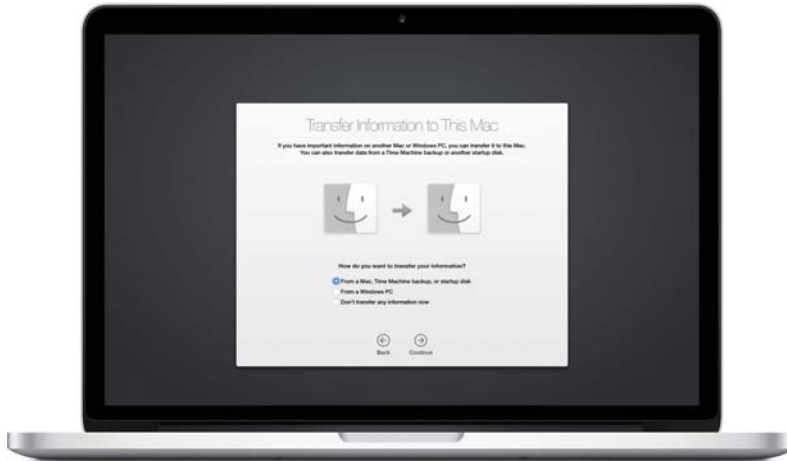 Transfer Information to This Mac
If you have important information on another Mac or Windows PC, you can transfer it to this Mac.
You can also transfer data from a Time Machine backup or another startup disk.
How do you want to transfer your information?
From a Mac, Time Machine backup, or startup disk
From a Windows PC
Don't transfer any information now
Back Continue